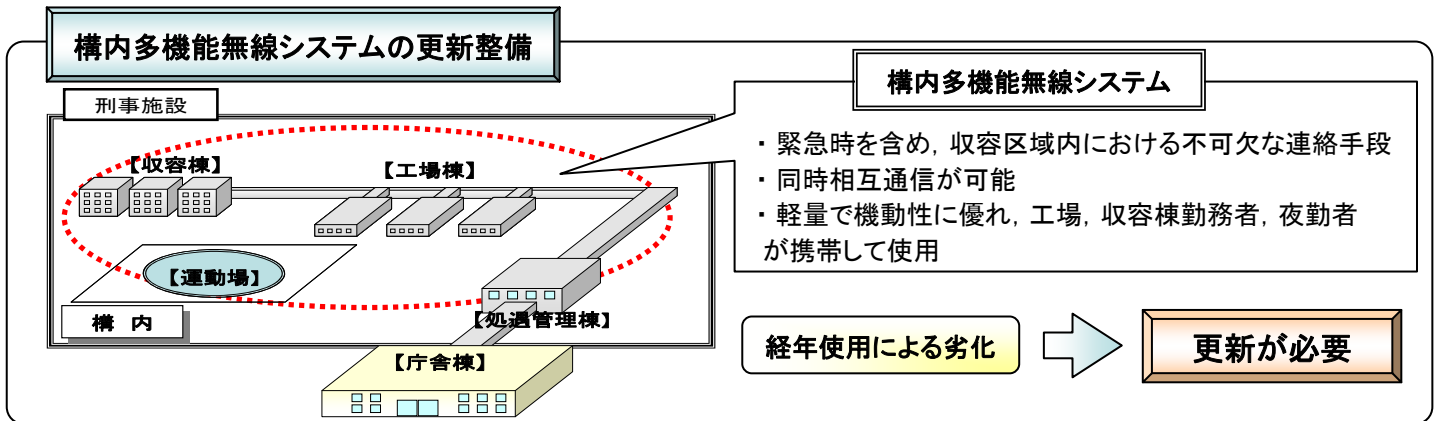 構内多機能無線システムの更新整備
刑事施設
【収容棟】
【工場棟】
【運動場】
構 内
【処遇管理棟】
【庁舎棟】
構内多機能無線システム
・緊急時を含め，収容区域内における不可欠な連絡手段
・同時相互通信が可能
・軽量で機動性に優れ，工場，収容棟勤務者，夜勤者
が携帯して使用
経年使用による劣化
更新が必要